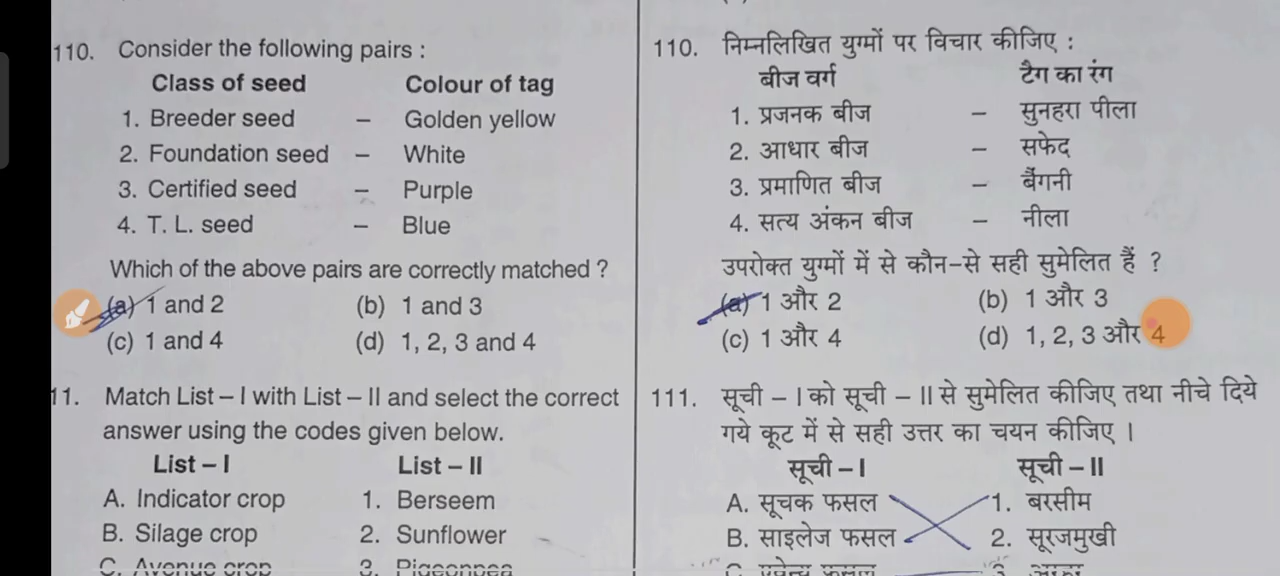 110. Consider the following pairs :
Class of seed Colour of tag
1. Breeder seed – Golden yellow
2. Foundation seed – White
3. Certified seed – Purple
4. T. L. seed – Blue
Which of the above pairs are correctly matched ?
(a) 1 and 2 (b) 1 and 3
(c) 1 and 4 (d) 1, 2, 3 and 4
11. Match List – I with List – II and select the correct
answer using the codes given below.
List – I List – II
A. Indicator crop 1. Berseem
B. Silage crop 2. Sunflower
C. Avenue crop 3. Pigeonpea
110. निम्नलिखित युग्मों पर विचार कीजिए :
बीज वर्ग टैग का रंग
1. प्रजनक बीज – सुनहरा पीला
2. आधार बीज – सफेद
3. प्रमाणित बीज – बैंगनी
4. सत्य अंकन बीज – नीला
उपरोक्त युग्मों में से कौन-से सही सुमेलित हैं ?
(a) 1 और 2 (b) 1 और 3
(c) 1 और 4 (d) 1, 2, 3 और 4
111. सूची – I को सूची – II से सुमेलित कीजिए तथा नीचे दिये
गये कूट में से सही उत्तर का चयन कीजिए ।
सूची – I सूची – II
A. सूचक फसल 1. बरसीम
B. साइलेज फसल 2. सूरजमुखी